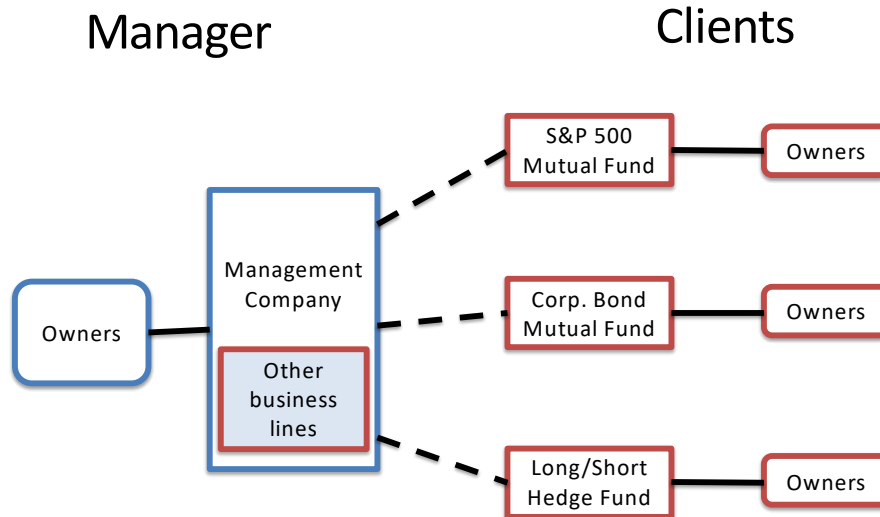 Manager
Clients
S&P 500
Mutual Fund
Owners
Management
Company
Owners
Corp. Bond
Mutual Fund
Owners
Other
business
lines
Long/Short
Hedge Fund
Owners